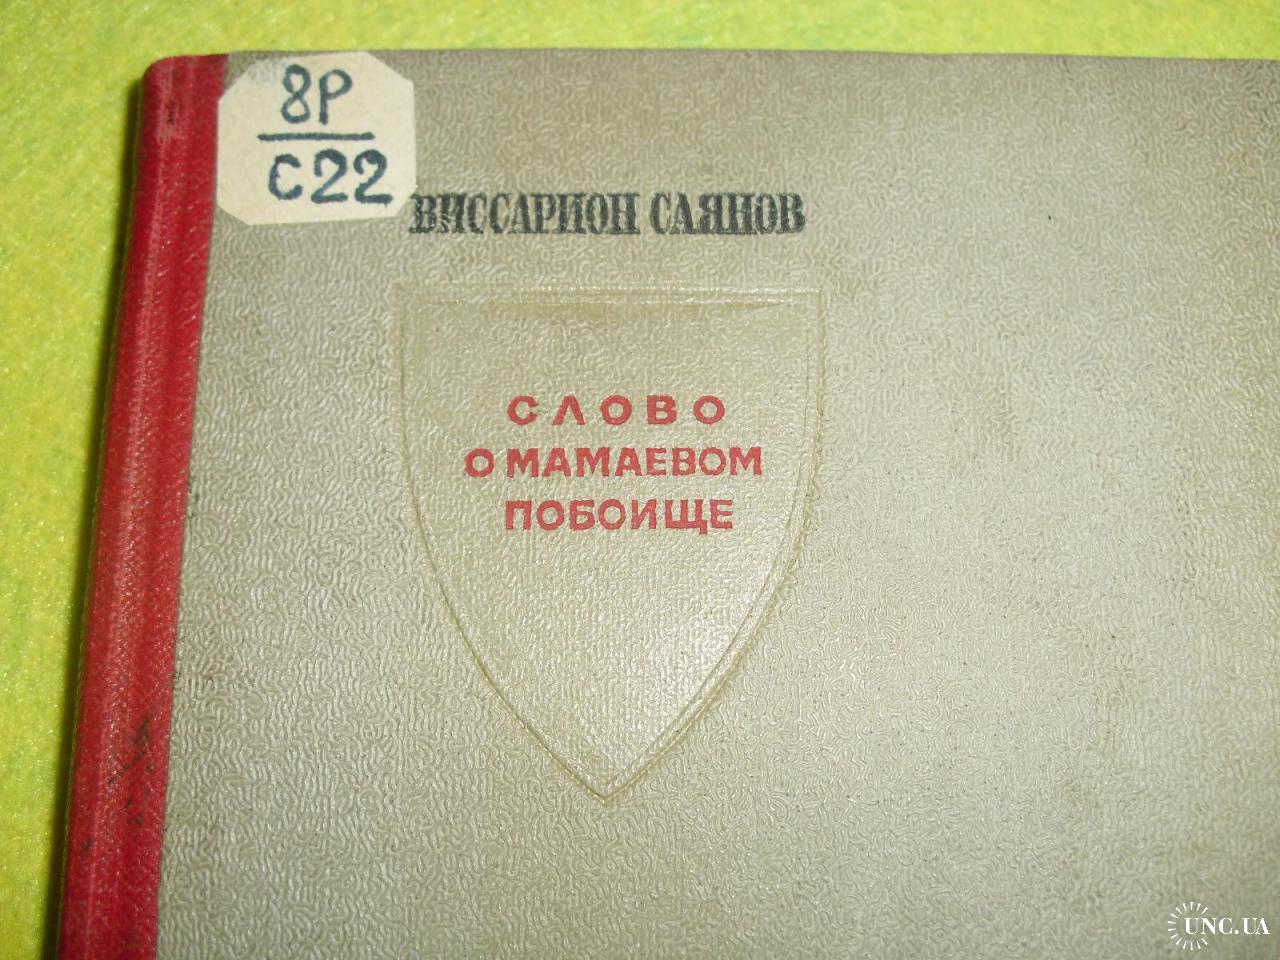 8Р
С22
ВИССАРИОН САЯНОВ
СЛОВО
О МАМАЕВОМ
ПОБОИЩЕ
UNC.UA